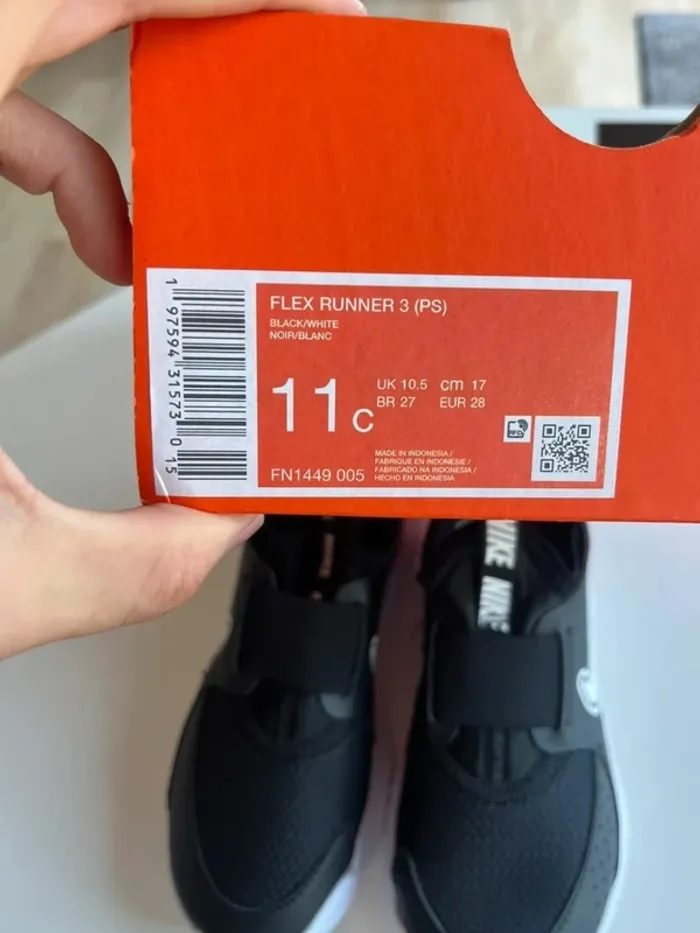 FLEX RUNNER 3 (PS)
BLACK/WHITE
NOIR/BLANC
11C
UK 10.5 cm 17
BR 27 EUR 28
MADE IN INDONESIA /
FABRIQUE EN INDONESIE /
FABRICADO NA INDONESIA /
HECHO EN INDONESIA
FN1449 005
1 97594 31573 0 15
NIKE NIKE